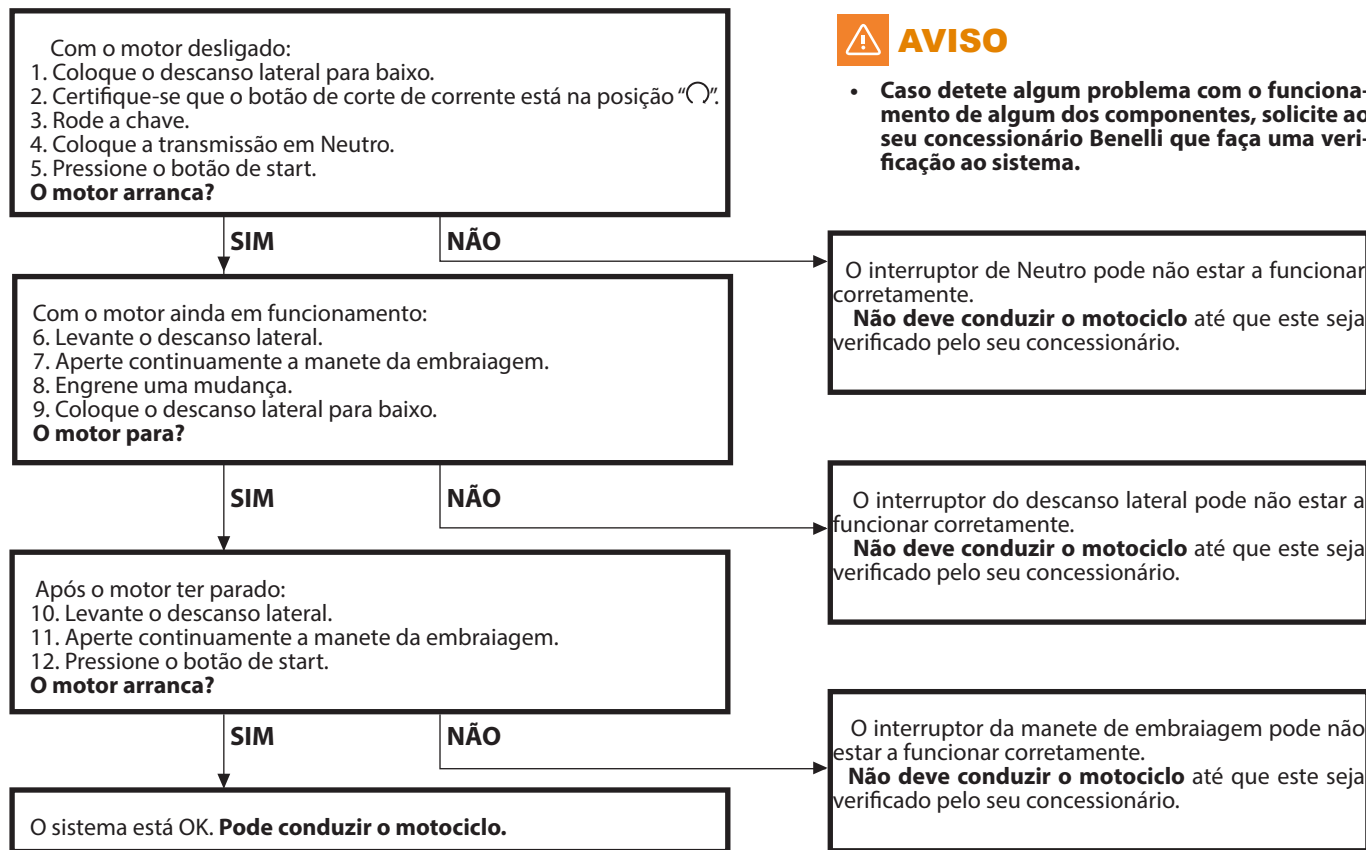 Com o motor desligado:
1. Coloque o descanso lateral para baixo.
2. Certifique-se que o botão de corte de corrente está na posição “ ”.
3. Rode a chave.
4. Coloque a transmissão em Neutro.
5. Pressione o botão de start.
O motor arranca?
AVISO
• Caso detete algum problema com o funciona-
mento de algum dos componentes, solicite ao
seu concessionário Benelli que faça uma veri-
ficação ao sistema.
SIM
NÃO
O interruptor de Neutro pode não estar a funcionar
corretamente.
Não deve conduzir o motociclo até que este seja
verificado pelo seu concessionário.
Com o motor ainda em funcionamento:
6. Levante o descanso lateral.
7. Aperte continuamente a manete da embraiagem.
8. Engrene uma mudança.
9. Coloque o descanso lateral para baixo.
O motor para?
SIM
NÃO
O interruptor do descanso lateral pode não estar a
funcionar corretamente.
Não deve conduzir o motociclo até que este seja
verificado pelo seu concessionário.
Após o motor ter parado:
10. Levante o descanso lateral.
11. Aperte continuamente a manete da embraiagem.
12. Pressione o botão de start.
O motor arranca?
SIM
NÃO
O interruptor da manete de embraiagem pode não
estar a funcionar corretamente.
Não deve conduzir o motociclo até que este seja
verificado pelo seu concessionário.
O sistema está OK. Pode conduzir o motociclo.